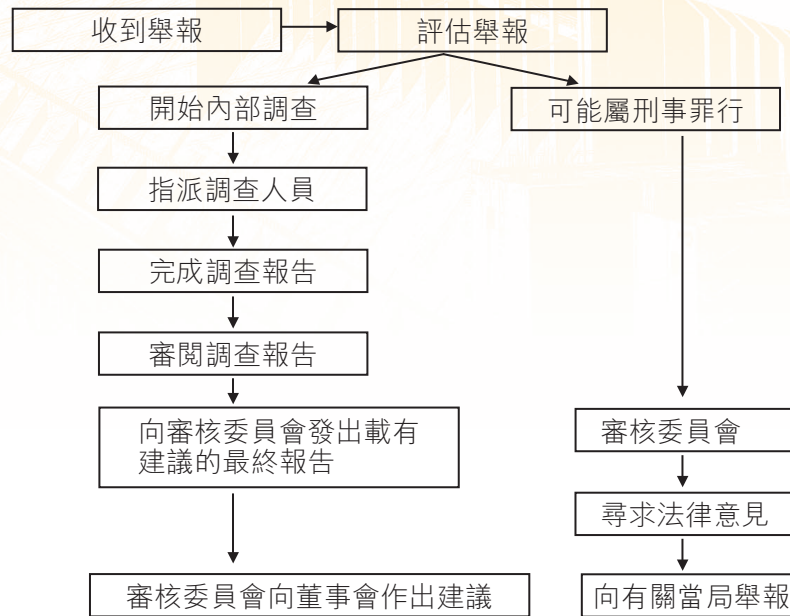 收到舉報
評估舉報
開始內部調查
可能屬刑事罪行
指派調查人員
完成調查報告
審閱調查報告
向審核委員會發出載有
建議的最終報告
審核委員會
尋求法律意見
審核委員會向董事會作出建議
向有關當局舉報